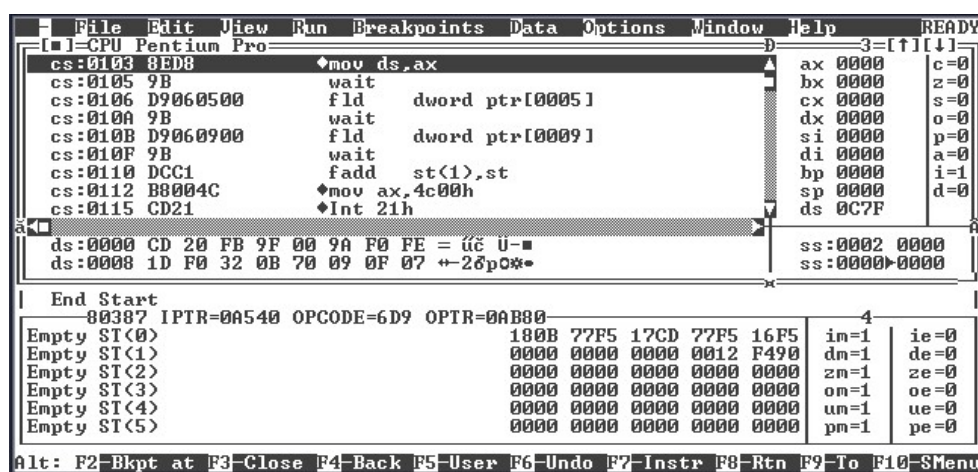 - File Edit View Run Breakpoints Data Options Window Help READY
[■]=CPU Pentium Pro 3=[↑][↓]
cs:0103 8ED8 ◆mov ds,ax ax 0000 c=0
cs:0105 9B wait bx 0000 z=0
cs:0106 D9060500 fld dword ptr[0005] cx 0000 s=0
cs:010A 9B wait dx 0000 o=0
cs:010B D9060900 fld dword ptr[0009] si 0000 p=0
cs:010F 9B wait di 0000 a=0
cs:0110 DCC1 fadd st(1),st bp 0000 i=1
cs:0112 B8004C ◆mov ax,4c00h sp 0000 d=0
cs:0115 CD21 ◆Int 21h ds 0C7F
ds:0000 CD 20 FB 9F 00 9A F0 FE = űč Ü-■ ss:0002 0000
ds:0008 1D F0 32 0B 70 09 0F 07 ↔-2♂p○☼• ss:0000►0000
End Start
80387 IPTR=0A540 OPCODE=6D9 OPTR=0AB80 4
Empty ST(0) 180B 77F5 17CD 77F5 16F5 im=1 ie=0
Empty ST(1) 0000 0000 0000 0012 F490 dm=1 de=0
Empty ST(2) 0000 0000 0000 0000 0000 zm=1 ze=0
Empty ST(3) 0000 0000 0000 0000 0000 om=1 oe=0
Empty ST(4) 0000 0000 0000 0000 0000 um=1 ue=0
Empty ST(5) 0000 0000 0000 0000 0000 pm=1 pe=0
Alt: F2-Bkpt at F3-Close F4-Back F5-User F6-Undo F7-Instr F8-Rtn F9-To F10-SMenu